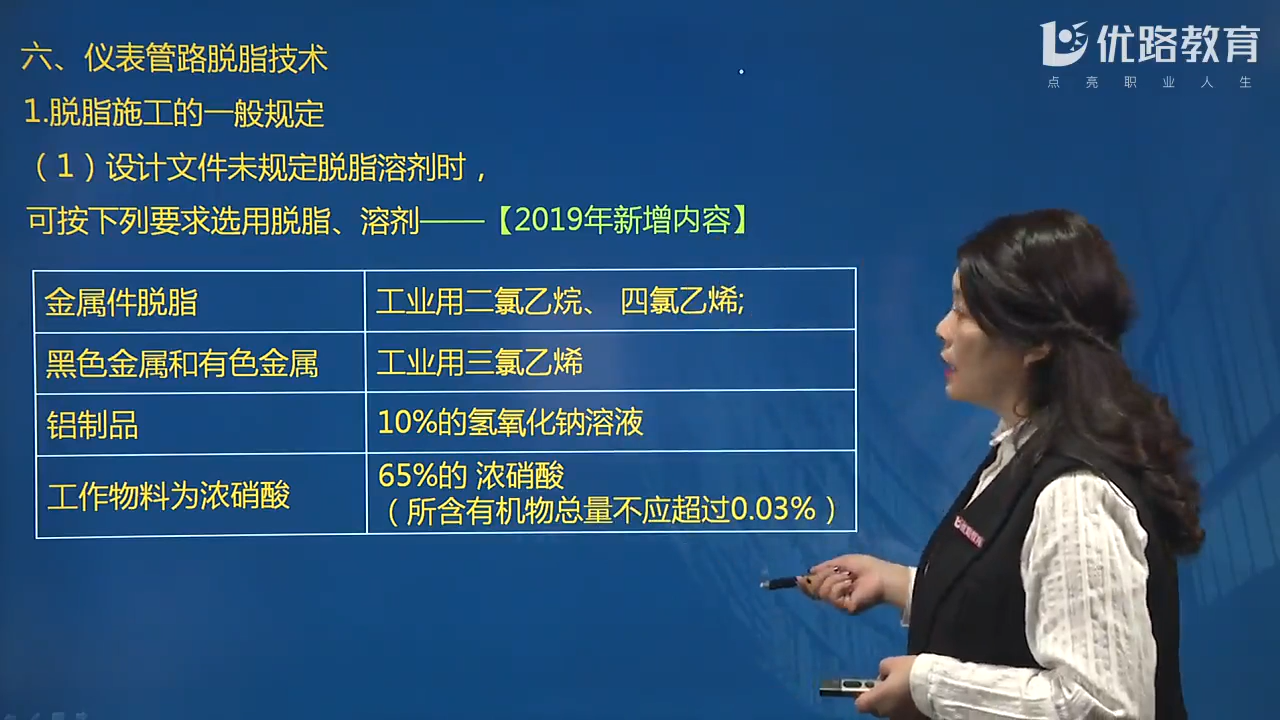 优路教育
点亮职业人生
六、仪表管路脱脂技术
1.脱脂施工的一般规定
（1）设计文件未规定脱脂溶剂时，
可按下列要求选用脱脂、溶剂——【2019年新增内容】
金属件脱脂 工业用二氯乙烷、 四氯乙烯;
黑色金属和有色金属 工业用三氯乙烯
铝制品 10%的氢氧化钠溶液
工作物料为浓硝酸 65%的 浓硝酸
（所含有机物总量不应超过0.03%）
优路教育